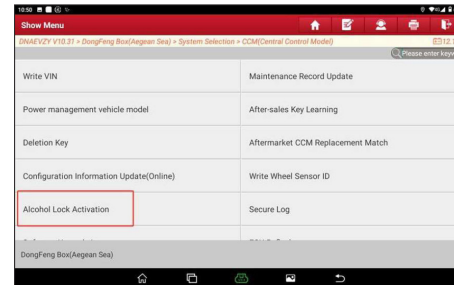 10:50
Show Menu
DNAEVZY V10.31 > DongFeng Box(Aegean Sea) > System Selection > CCM(Central Control Model)
Please enter keyw
Write VIN
Maintenance Record Update
Power management vehicle model
After-sales Key Learning
Deletion Key
Aftermarket CCM Replacement Match
Configuration Information Update(Online)
Write Wheel Sensor ID
Alcohol Lock Activation
Secure Log
DongFeng Box(Aegean Sea)